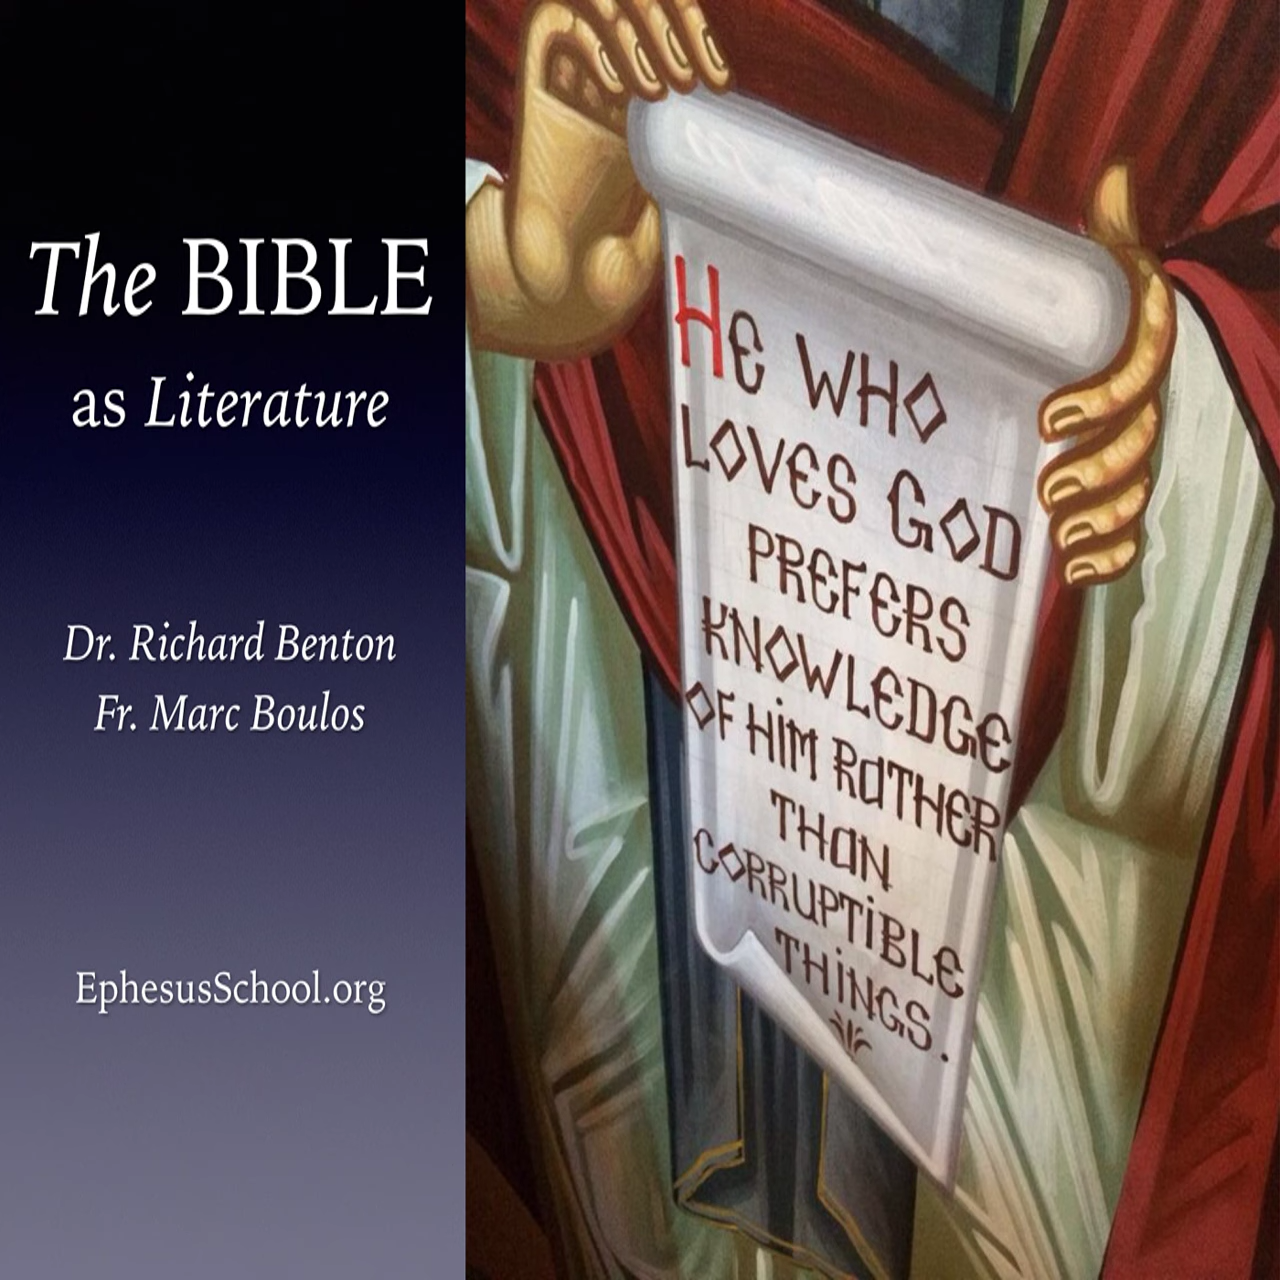 The BIBLE
as Literature
Dr. Richard Benton
Fr. Marc Boulos
EphesusSchool.org
HE WHO
LOVES GOD
PREFERS
KNOWLEDGE
OF HIM RATHER
THAN
CORRUPTIBLE
THINGS.